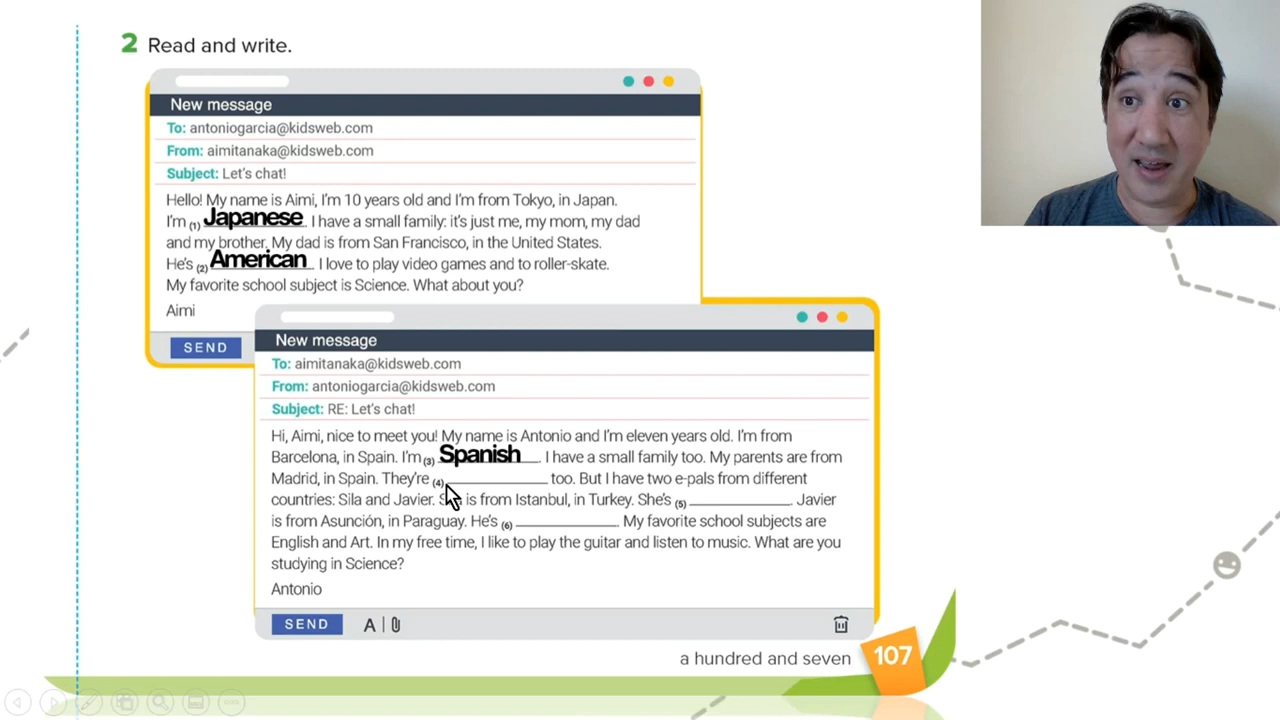 2 Read and write.
New message
To: antoniogarcia@kidsweb.com
From: aimitanaka@kidsweb.com
Subject: Let's chat!
Hello! My name is Aimi, I'm 10 years old and I'm from Tokyo, in Japan.
I'm (1) Japanese. I have a small family: it's just me, my mom, my dad
and my brother. My dad is from San Francisco, in the United States.
He's (2) American. I love to play video games and to roller-skate.
My favorite school subject is Science. What about you?
Aimi
SEND
New message
To: aimitanaka@kidsweb.com
From: antoniogarcia@kidsweb.com
Subject: RE: Let's chat!
Hi, Aimi, nice to meet you! My name is Antonio and I'm eleven years old. I'm from
Barcelona, in Spain. I'm (3) Spanish. I have a small family too. My parents are from
Madrid, in Spain. They're (4) ____________ too. But I have two e-pals from different
countries: Sila and Javier. Sila is from Istanbul, in Turkey. She's (5) ____________. Javier
is from Asunción, in Paraguay. He's (6) ____________. My favorite school subjects are
English and Art. In my free time, I like to play the guitar and listen to music. What are you
studying in Science?
Antonio
SEND A
a hundred and seven 107